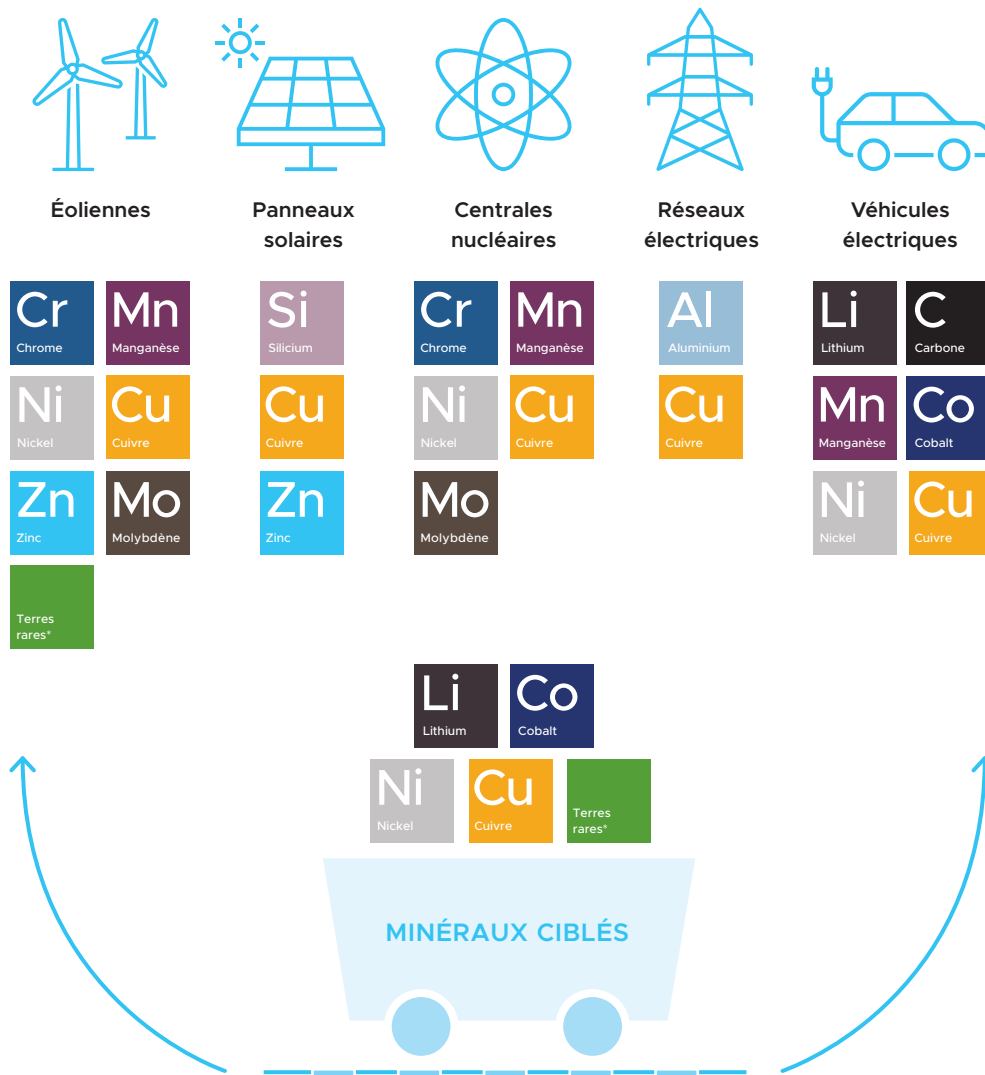 Éoliennes
Panneaux
solaires
Centrales
nucléaires
Réseaux
électriques
Véhicules
électriques
Cr
Chrome
Mn
Manganèse
Ni
Nickel
Cu
Cuivre
Zn
Zinc
Mo
Molybdène
Terres
rares*
Si
Silicium
Cu
Cuivre
Zn
Zinc
Cr
Chrome
Mn
Manganèse
Ni
Nickel
Cu
Cuivre
Mo
Molybdène
Al
Aluminium
Cu
Cuivre
Li
Lithium
C
Carbone
Mn
Manganèse
Co
Cobalt
Ni
Nickel
Cu
Cuivre
Li
Lithium
Co
Cobalt
Ni
Nickel
Cu
Cuivre
Terres
rares*
MINÉRAUX CIBLÉS